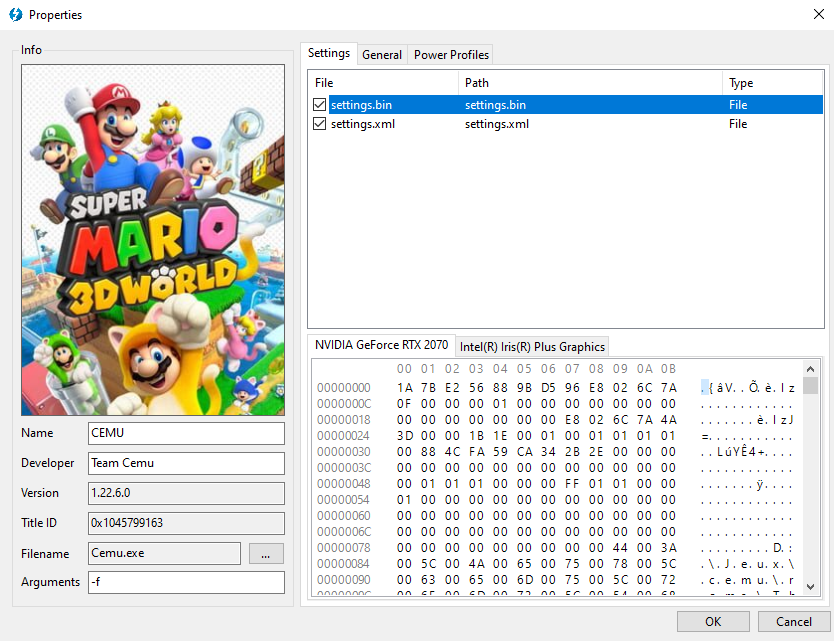 Properties
Info
SUPER
MARIO
3D WORLD
Name CEMU
Developer Team Cemu
Version 1.22.6.0
Title ID 0x1045799163
Filename Cemu.exe ...
Arguments -f
Settings General Power Profiles
File Path Type
settings.bin settings.bin File
settings.xml settings.xml File
NVIDIA GeForce RTX 2070 Intel(R) Iris(R) Plus Graphics
00 01 02 03 04 05 06 07 08 09 0A 0B
00000000 1A 7B E2 56 88 9B D5 96 E8 02 6C 7A .{âV..Õ.è.lz
0000000C 0F 00 00 00 01 00 00 00 00 00 00 00 ............
00000018 00 00 00 00 00 00 00 E8 02 6C 7A 4A .......è.lzJ
00000024 3D 00 00 1B 1E 00 01 00 01 01 01 01 =...........
00000030 00 88 4C FA 59 CA 34 2B 2E 00 00 00 ..LúYÊ4+....
0000003C 00 00 00 00 00 00 00 00 00 00 00 00 ............
00000048 00 01 01 01 00 00 00 FF 01 01 00 00 .......ÿ....
00000054 01 00 00 00 00 00 00 00 00 00 00 00 ............
00000060 00 00 00 00 00 00 00 00 00 00 00 00 ............
0000006C 00 00 00 00 00 00 00 00 00 00 00 00 ............
00000078 00 00 00 00 00 00 00 00 00 44 00 3A .........D.:
00000084 00 5C 00 4A 00 65 00 75 00 78 00 5C .\.J.e.u.x.\
00000090 00 63 00 65 00 6D 00 75 00 5C 00 72 .c.e.m.u.\.r
OK Cancel